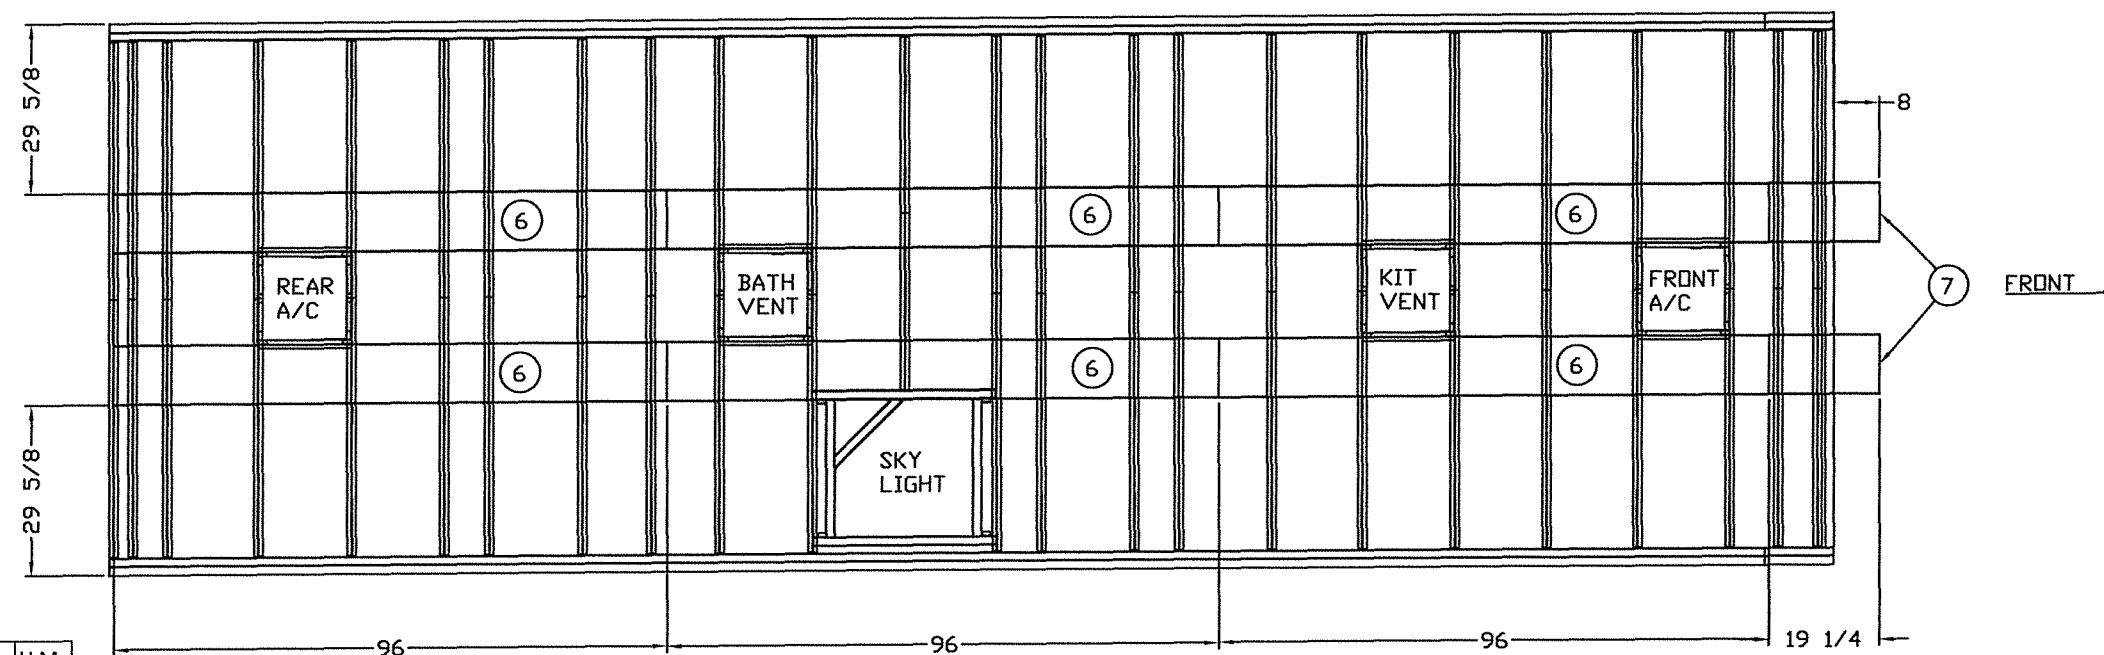 29 5/8
8
6
6
6
REAR
A/C
BATH
VENT
KIT
VENT
FRONT
A/C
7
FRONT
6
6
6
29 5/8
SKY
LIGHT
96
96
96
19 1/4